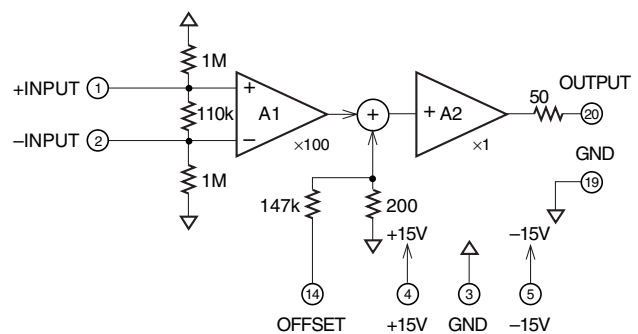 1M
+INPUT 1
+ A1
110k
−
×100
−INPUT 2
1M
+
+ A2
×1
50
OUTPUT
20
GND
19
147k
200
+15V
−15V
14
4
3
5
OFFSET
+15V
GND
−15V